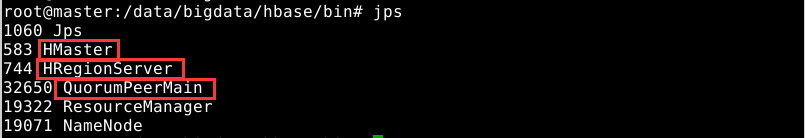 root@master:/data/bigdata/hbase/bin# jps
1060 Jps
583 HMaster
744 HRegionServer
32650 QuorumPeerMain
19322 ResourceManager
19071 NameNode